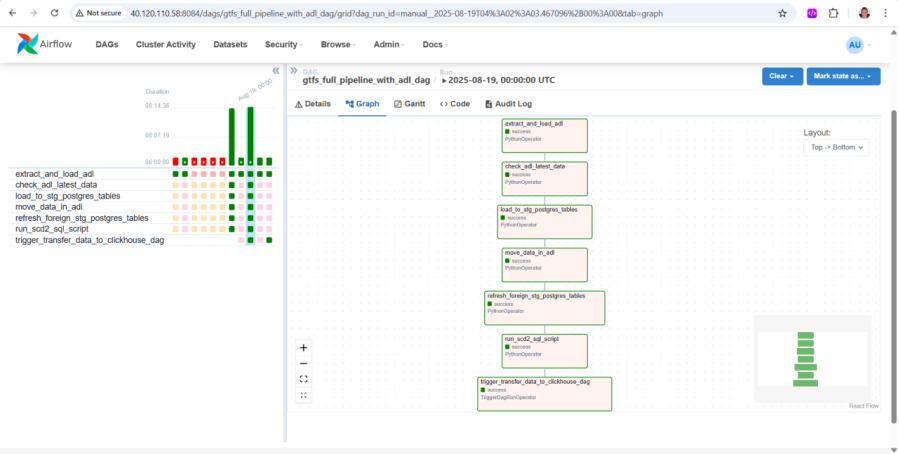 Not secure
40.120.110.58:8084/dags/gtfs_full_pipeline_with_adl_dag/grid?dag_run_id=manual__2025-08-19T04%3A02%3A03.467096%2B00%3A00&tab=graph
Airflow
DAGs
Cluster Activity
Datasets
Security
Browse
Admin
Docs
AU
DAG
gtfs_full_pipeline_with_adl_dag
/
Run
2025-08-19, 00:00:00 UTC
Clear
Mark state as...
Details
Graph
Gantt
Code
Audit Log
Duration
Aug 19, 00:00
00:14:38
00:07:19
00:00:00
extract_and_load_adl
check_adl_latest_data
load_to_stg_postgres_tables
move_data_in_adl
refresh_foreign_stg_postgres_tables
run_scd2_sql_script
trigger_transfer_data_to_clickhouse_dag
extract_and_load_adl
success
PythonOperator
check_adl_latest_data
success
PythonOperator
load_to_stg_postgres_tables
success
PythonOperator
move_data_in_adl
success
PythonOperator
refresh_foreign_stg_postgres_tables
success
PythonOperator
run_scd2_sql_script
success
PythonOperator
trigger_transfer_data_to_clickhouse_dag
success
TriggerDagRunOperator
Layout:
Top -> Bottom
React Flow